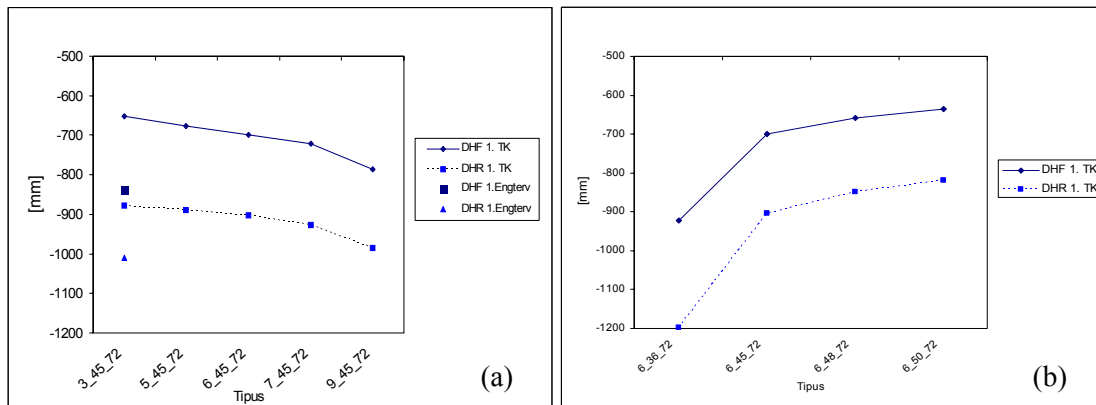 -500
-600
-700
-800
-900
-1000
-1100
-1200
[mm]
3_45_72
5_45_72
6_45_72
7_45_72
9_45_72
Tipus
DHF 1. TK
DHR 1. TK
DHF 1.Engterv
DHR 1.Engterv
(a)
-500
-600
-700
-800
-900
-1000
-1100
-1200
[mm]
6_36_72
6_45_72
6_48_72
6_50_72
Tipus
DHF 1. TK
DHR 1. TK
(b)